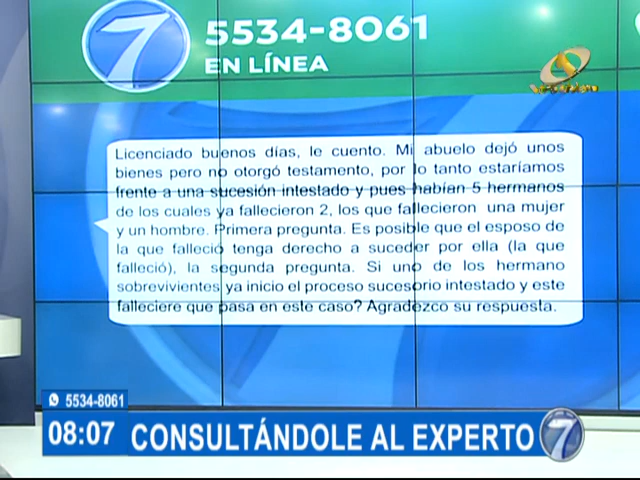 7
5534-8061
EN LÍNEA
Licenciado buenos días, le cuento. Mi abuelo dejó unos
bienes pero no otorgó testamento, por lo tanto estaríamos
frente a una sucesión intestado y pues habían 5 hermanos
de los cuales ya fallecieron 2, los que fallecieron una mujer
y un hombre. Primera pregunta. Es posible que el esposo de
la que falleció tenga derecho a suceder por ella (la que
falleció), la segunda pregunta. Si uno de los hermano
sobrevivientes ya inicio el proceso sucesorio intestado y este
falleciere que pasa en este caso? Agradezco su respuesta.
5534-8061
08:07 CONSULTÁNDOLE AL EXPERTO 7